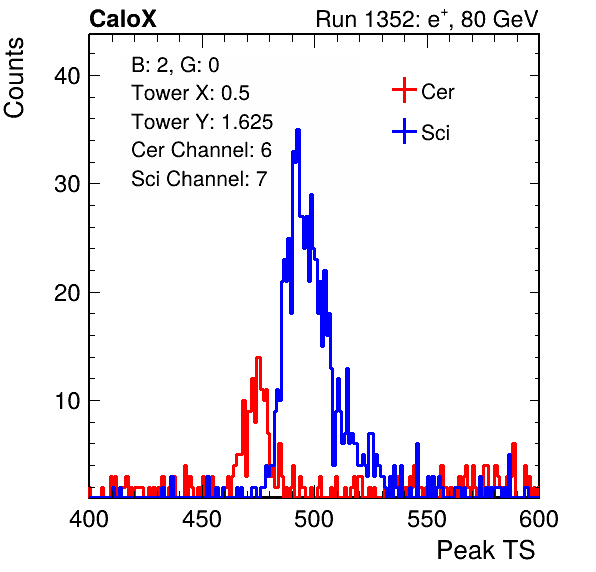 CaloX Run 1352: e⁺, 80 GeV
Counts
B: 2, G: 0
Tower X: 0.5
Tower Y: 1.625
Cer Channel: 6
Sci Channel: 7
Cer
Sci
40
30
20
10
400 450 500 550 600
Peak TS